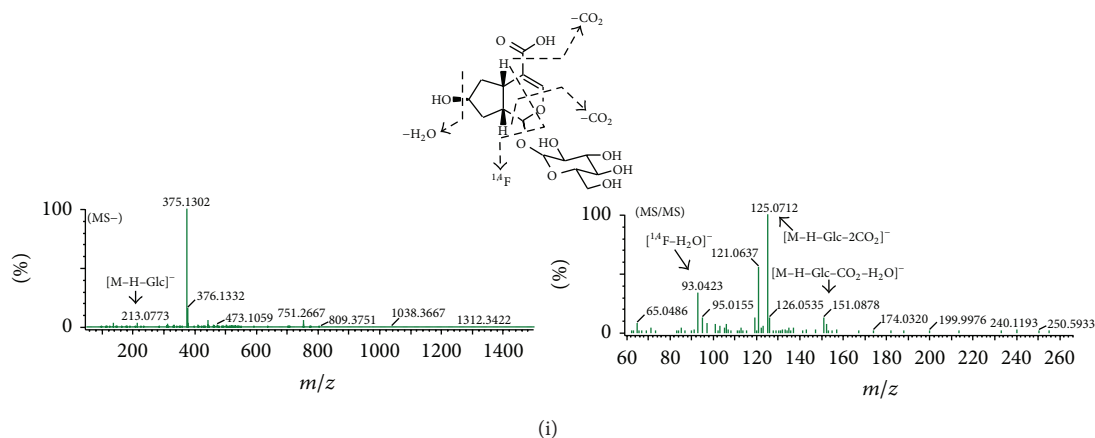 −CO₂
O
OH
H
HO
O
−CO₂
−H₂O
H
O
HO
OH
¹,⁴F
O
OH
OH
100
(MS−)
375.1302
[M−H−Glc]⁻
213.0773
376.1332
473.1059
751.2667
809.3751
1038.3667
1312.3422
0
(%)
200 400 600 800 1000 1200 1400
m/z
100
(MS/MS)
125.0712
[¹,⁴F−H₂O]⁻
[M−H−Glc−2CO₂]⁻
121.0637
[M−H−Glc−CO₂−H₂O]⁻
93.0423
65.0486
95.0155
126.0535
151.0878
174.0320
199.9976
240.1193
250.5933
0
(%)
60 80 100 120 140 160 180 200 220 240 260
m/z
(i)